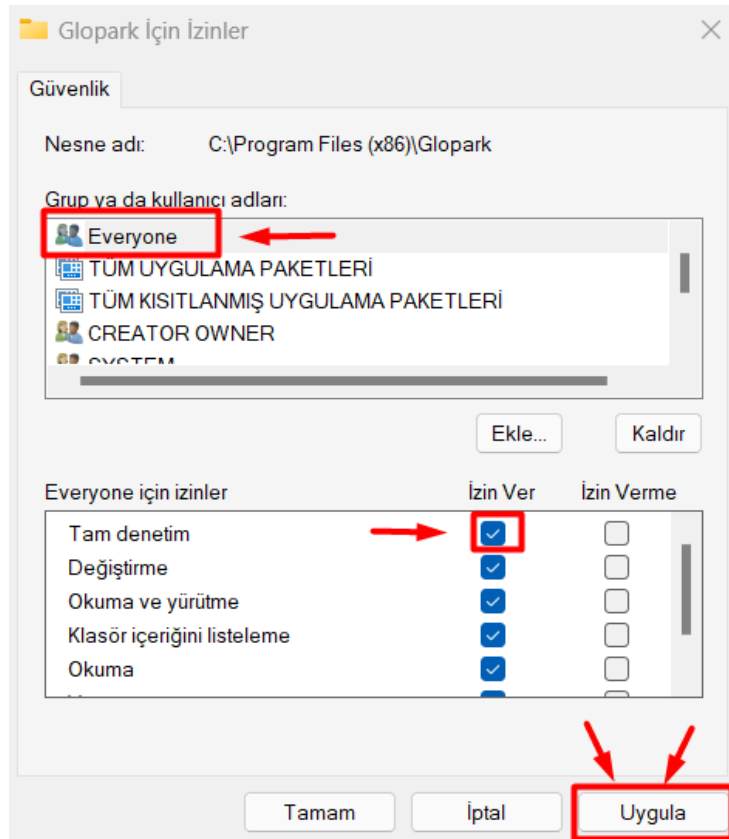 Glopark İçin İzinler
Güvenlik
Nesne adı: C:\Program Files (x86)\Glopark
Grup ya da kullanıcı adları:
Everyone
TÜM UYGULAMA PAKETLERİ
TÜM KISITLANMIŞ UYGULAMA PAKETLERİ
CREATOR OWNER
SYSTEM
Ekle... Kaldır
Everyone için izinler İzin Ver İzin Verme
Tam denetim
Değiştirme
Okuma ve yürütme
Klasör içeriğini listeleme
Okuma
Tamam İptal Uygula